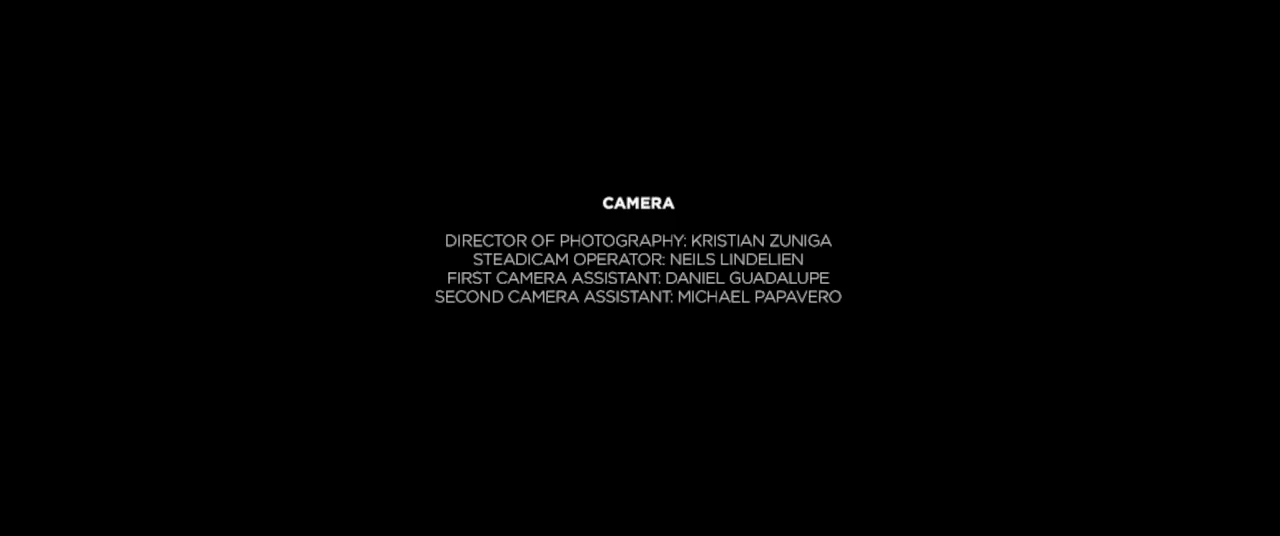 CAMERA
DIRECTOR OF PHOTOGRAPHY: KRISTIAN ZUNIGA
STEADICAM OPERATOR: NEILS LINDELIEN
FIRST CAMERA ASSISTANT: DANIEL GUADALUPE
SECOND CAMERA ASSISTANT: MICHAEL PAPAVERO